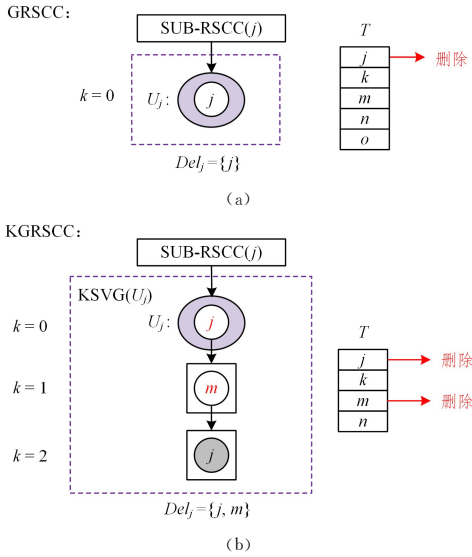 GRSCC：
SUB-RSCC(j)
T
k = 0
U_j：
j
j
删除
k
m
n
o
Del_j={j}
（a）
KGRSCC：
SUB-RSCC(j)
KSVG(U_j)
T
k = 0
U_j：
j
j
删除
k
k = 1
m
m
删除
n
k = 2
j
Del_j={j, m}
（b）